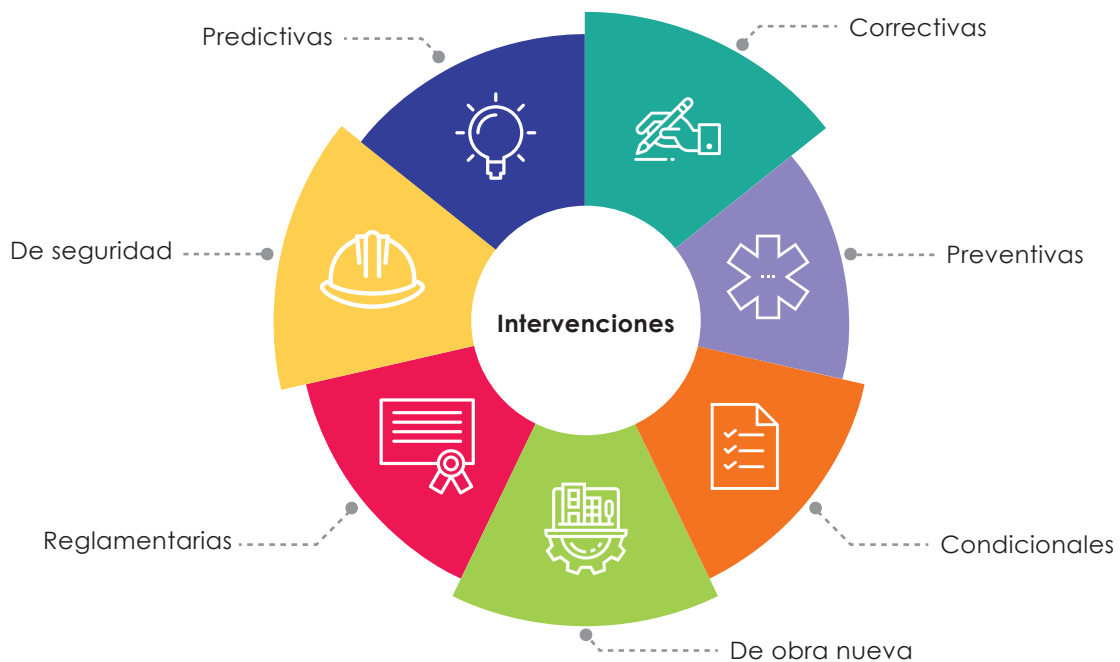 Predictivas
Correctivas
De seguridad
Preventivas
Intervenciones
Reglamentarias
Condicionales
De obra nueva